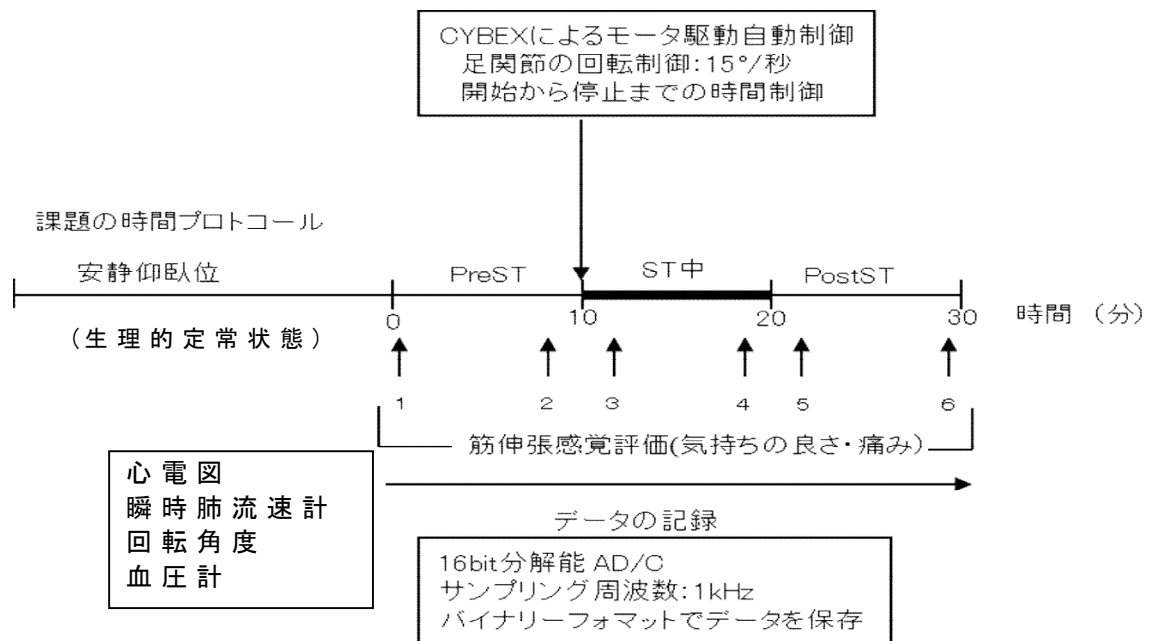 CYBEXによるモータ駆動自動制御
足関節の回転制御:15°/秒
開始から停止までの時間制御
課題の時間プロトコール
安静仰臥位
PreST
ST中
PostST
0
10
20
30
時間 (分)
(生理的定常状態)
1
2
3
4
5
6
筋伸張感覚評価(気持ちの良さ・痛み)
心電図
瞬時肺流速計
回転角度
血圧計
データの記録
16bit分解能 AD/C
サンプリング周波数:1kHz
バイナリーフォマットでデータを保存